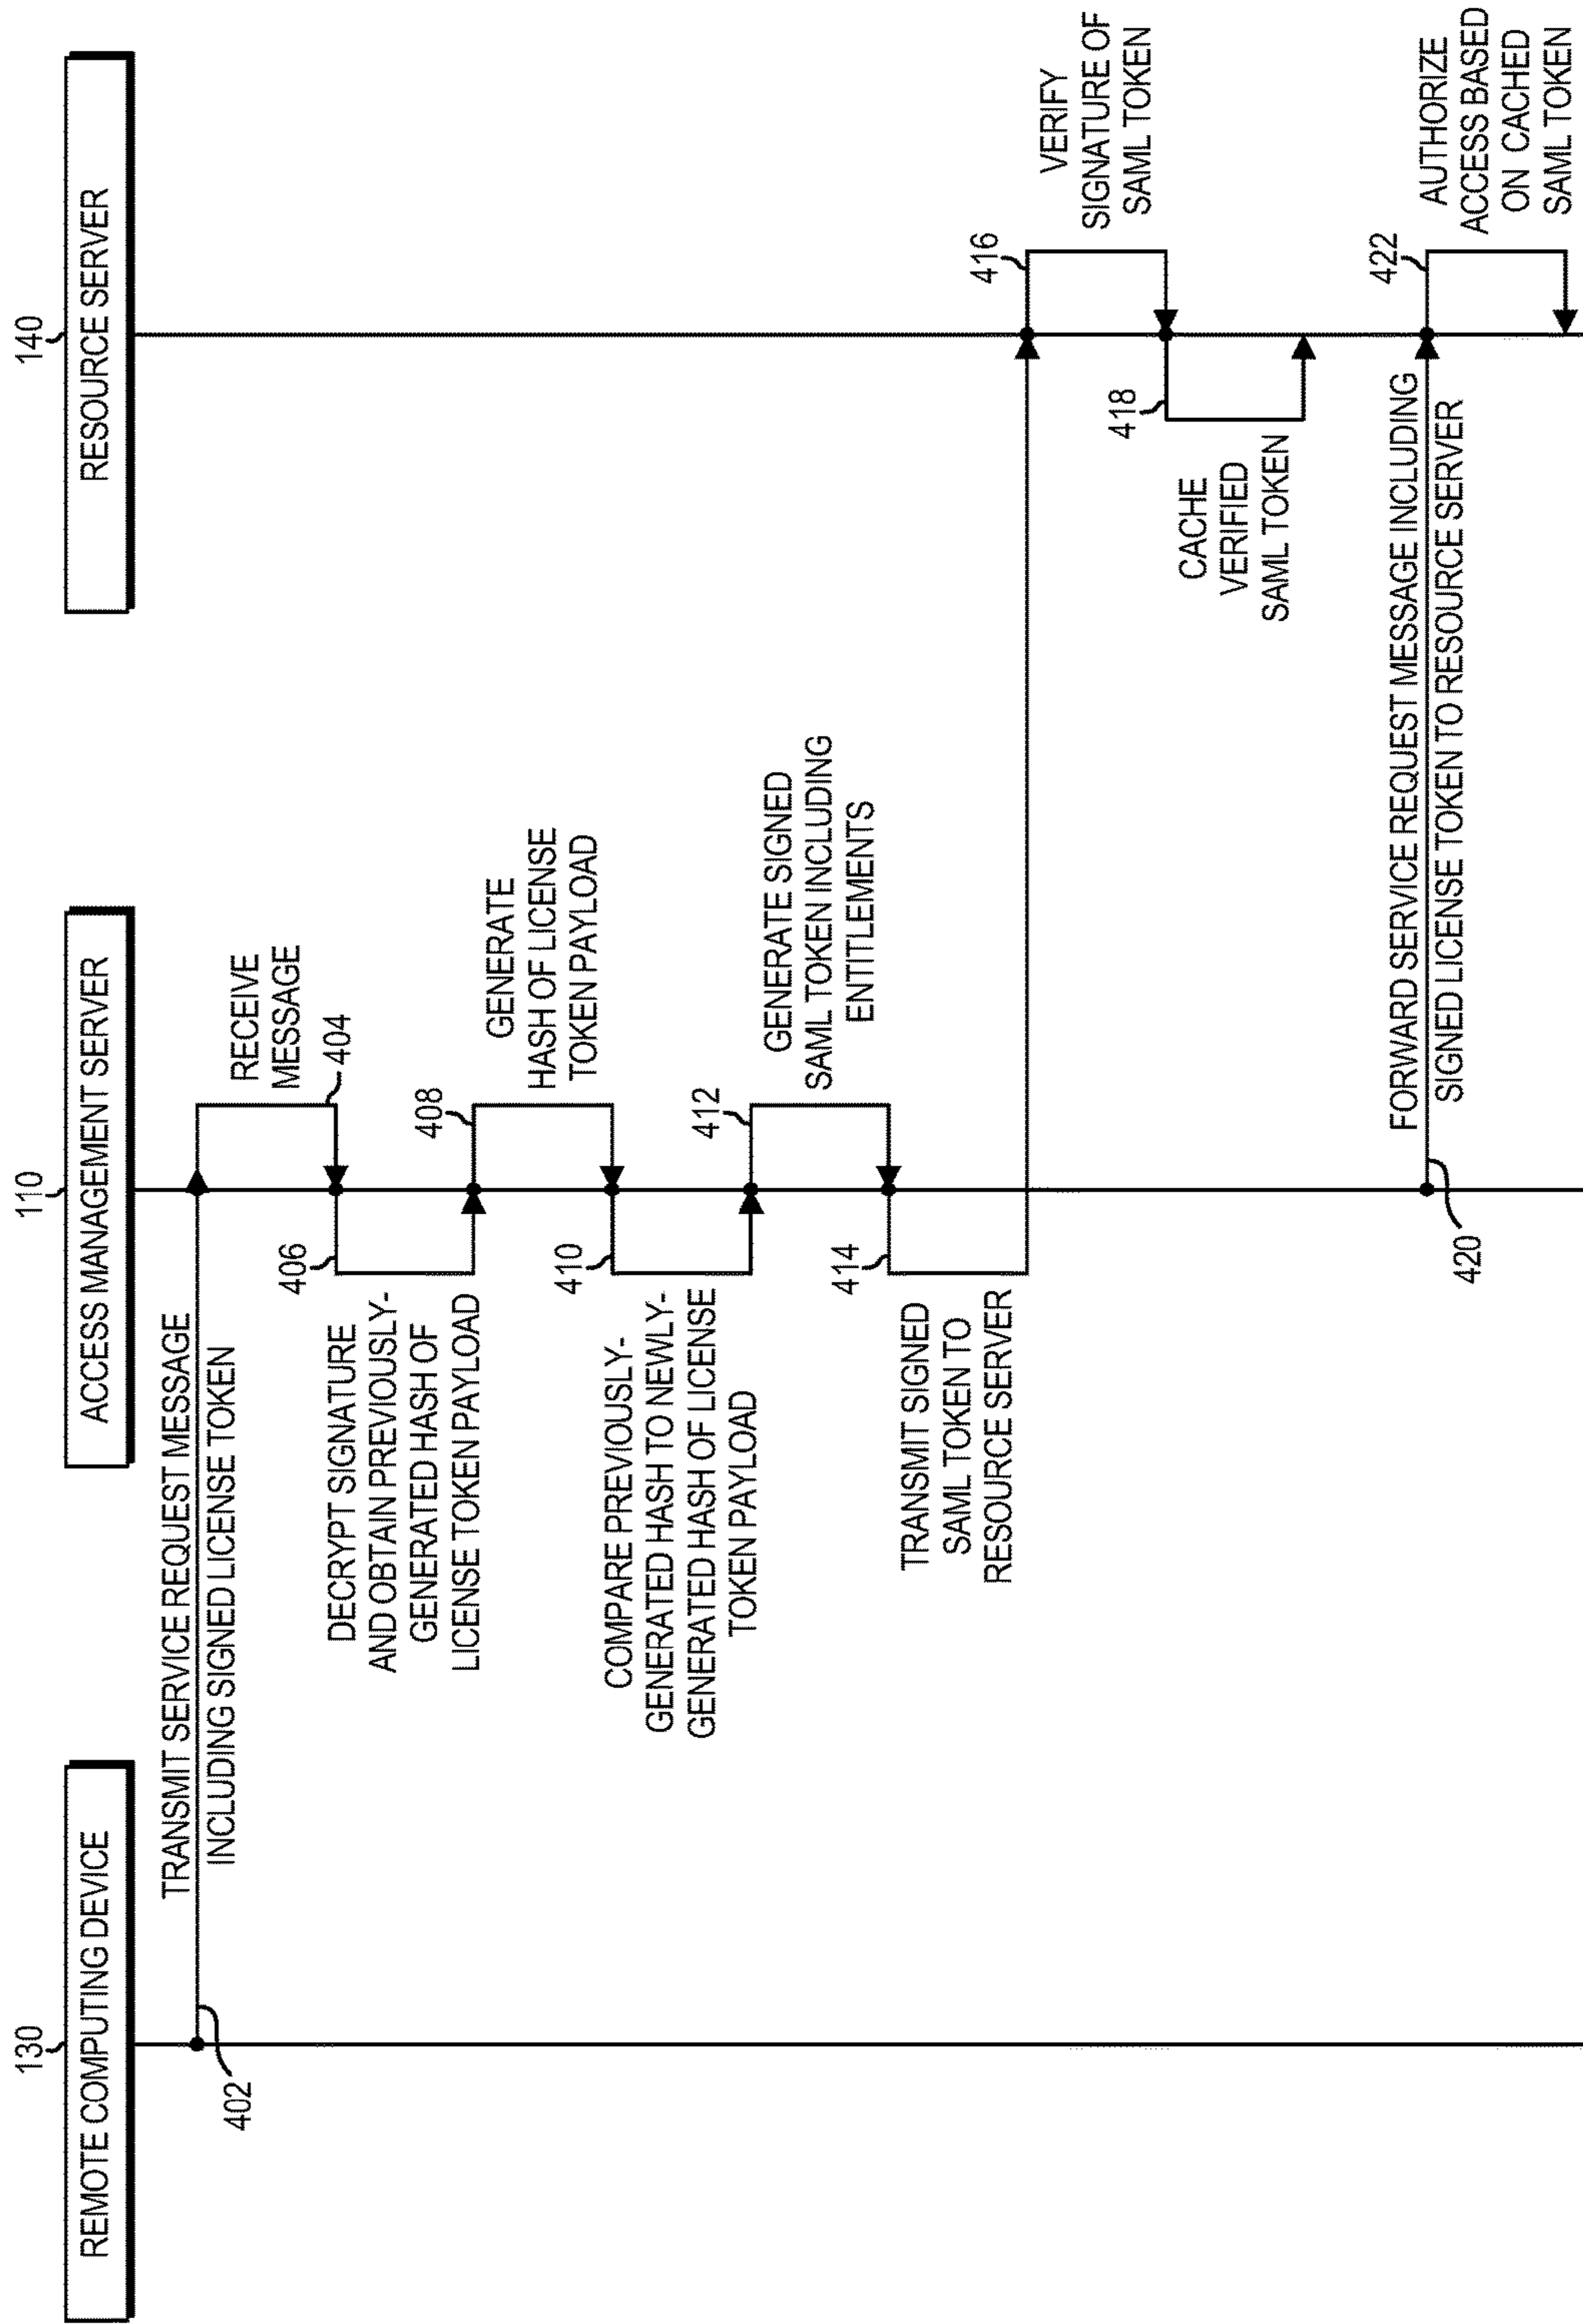 130
REMOTE COMPUTING DEVICE
110
ACCESS MANAGEMENT SERVER
140
RESOURCE SERVER
TRANSMIT SERVICE REQUEST MESSAGE
INCLUDING SIGNED LICENSE TOKEN
402
RECEIVE
MESSAGE
404
406
DECRYPT SIGNATURE
AND OBTAIN PREVIOUSLY-
GENERATED HASH OF
LICENSE TOKEN PAYLOAD
408
GENERATE
HASH OF LICENSE
TOKEN PAYLOAD
410
COMPARE PREVIOUSLY-
GENERATED HASH TO NEWLY-
GENERATED HASH OF LICENSE
TOKEN PAYLOAD
412
GENERATE SIGNED
SAML TOKEN INCLUDING
ENTITLEMENTS
414
TRANSMIT SIGNED
SAML TOKEN TO
RESOURCE SERVER
416
VERIFY
SIGNATURE OF
SAML TOKEN
418
CACHE
VERIFIED
SAML TOKEN
FORWARD SERVICE REQUEST MESSAGE INCLUDING
SIGNED LICENSE TOKEN TO RESOURCE SERVER
420
422
AUTHORIZE
ACCESS BASED
ON CACHED
SAML TOKEN